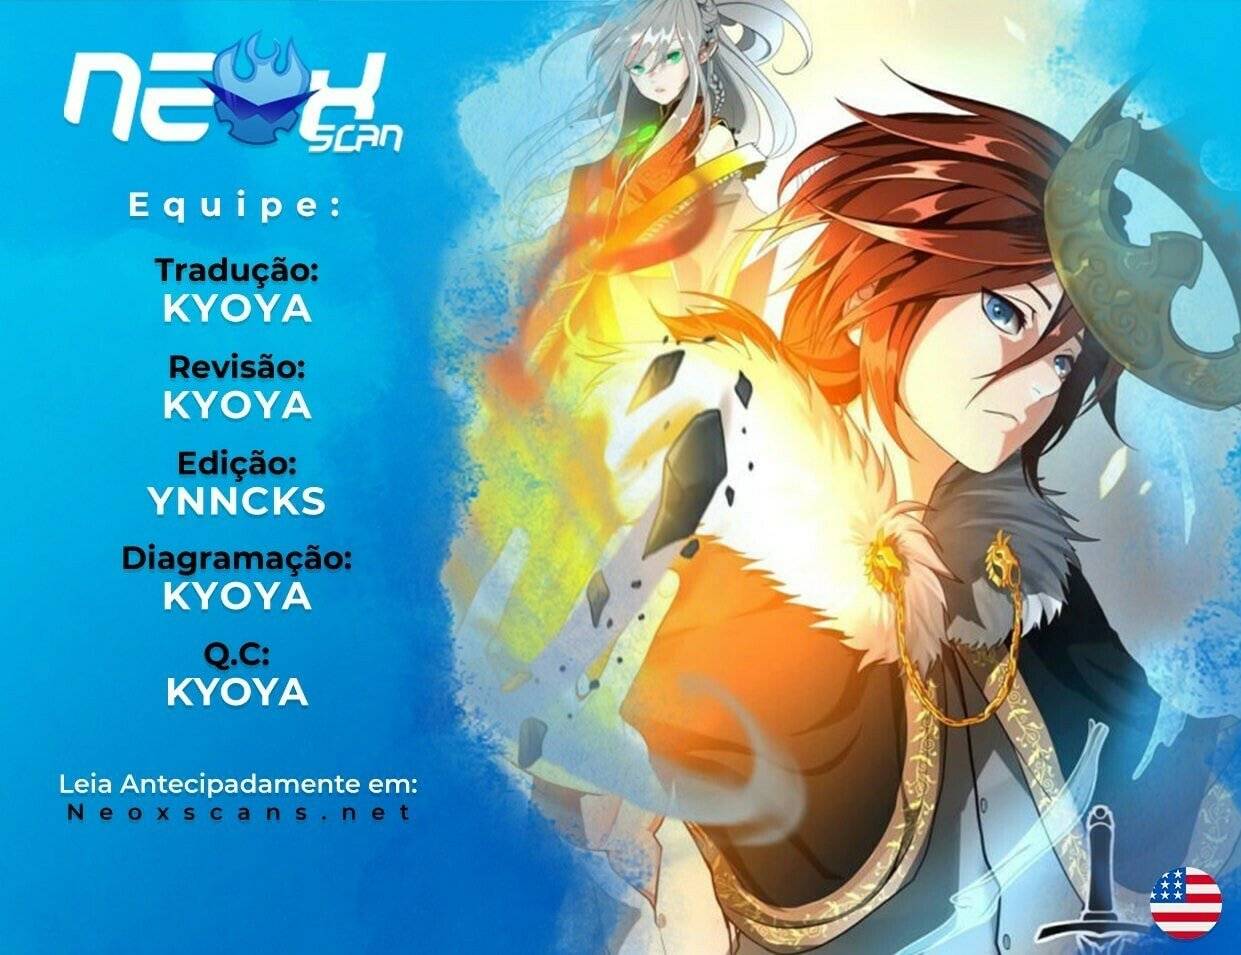 NEOX
SCAN
Equipe:
Tradução:
KYOYA
Revisão:
KYOYA
Edição:
YNNCKS
Diagramação:
KYOYA
Q.C:
KYOYA
Leia Antecipadamente em:
Neoxscans.net